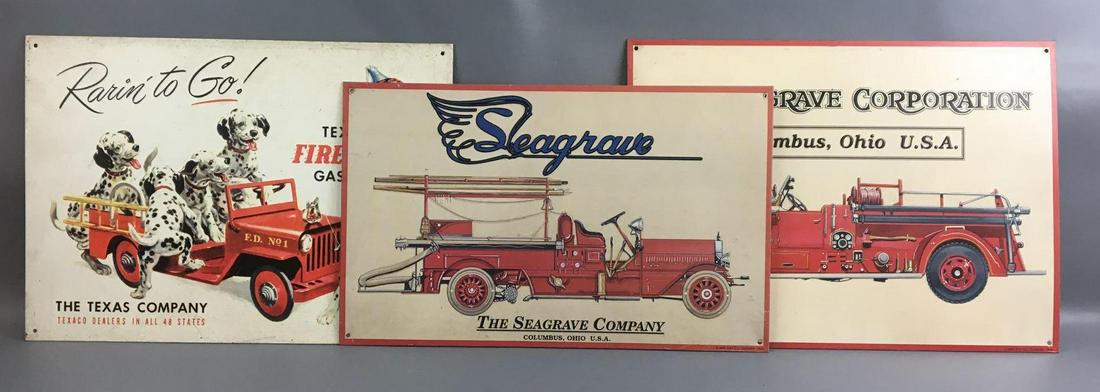 Rarin' to Go!
TEX
FIRE
GAS
F.D. No 1
THE TEXAS COMPANY
TEXACO DEALERS IN ALL 48 STATES
Seagrave
THE SEAGRAVE COMPANY
COLUMBUS, OHIO U.S.A.
GRAVE CORPORATION
mbus, Ohio U.S.A.